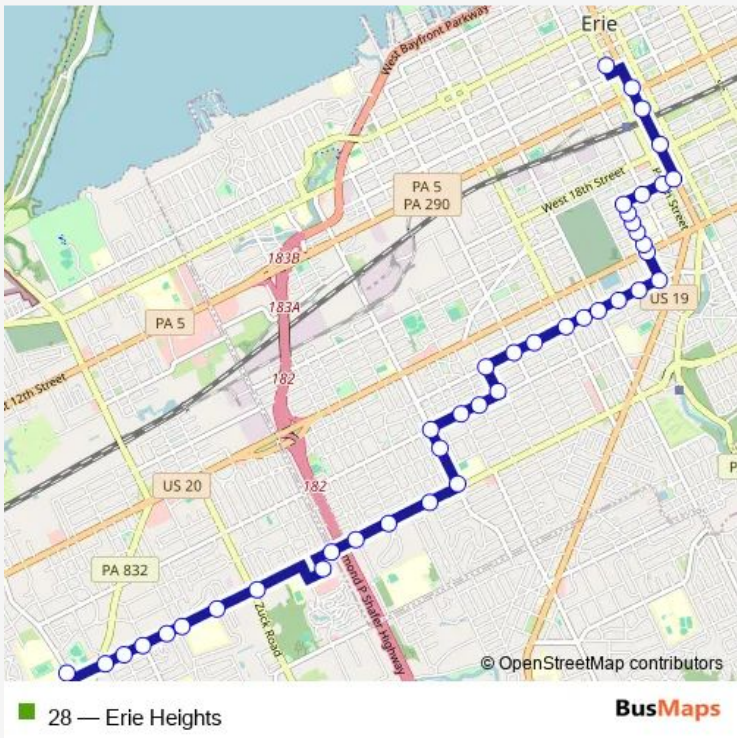 Erie
West Bayfront Parkway
PA 5
PA 290
West 18th Street
183B
183A
US 19
PA 5
182
t 12th Street
182
US 20
P
PA 832
mond P Shafer Highway
Zuck Road
© OpenStreetMap contributors
28 — Erie Heights
BusMaps